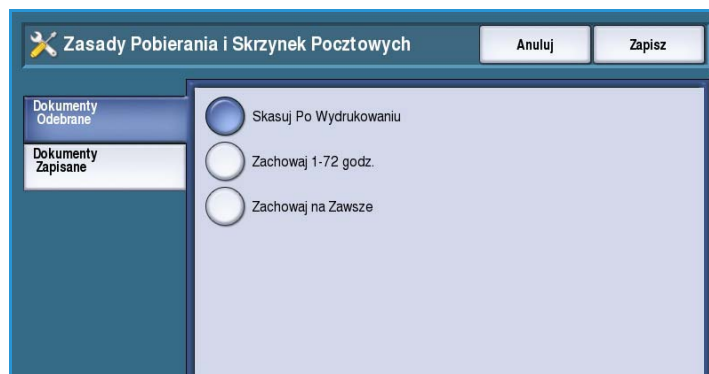 Zasady Pobierania i Skrzynek Pocztowych
Anuluj
Zapisz
Dokumenty
Odebrane
Dokumenty
Zapisane
Skasuj Po Wydrukowaniu
Zachowaj 1-72 godz.
Zachowaj na Zawsze